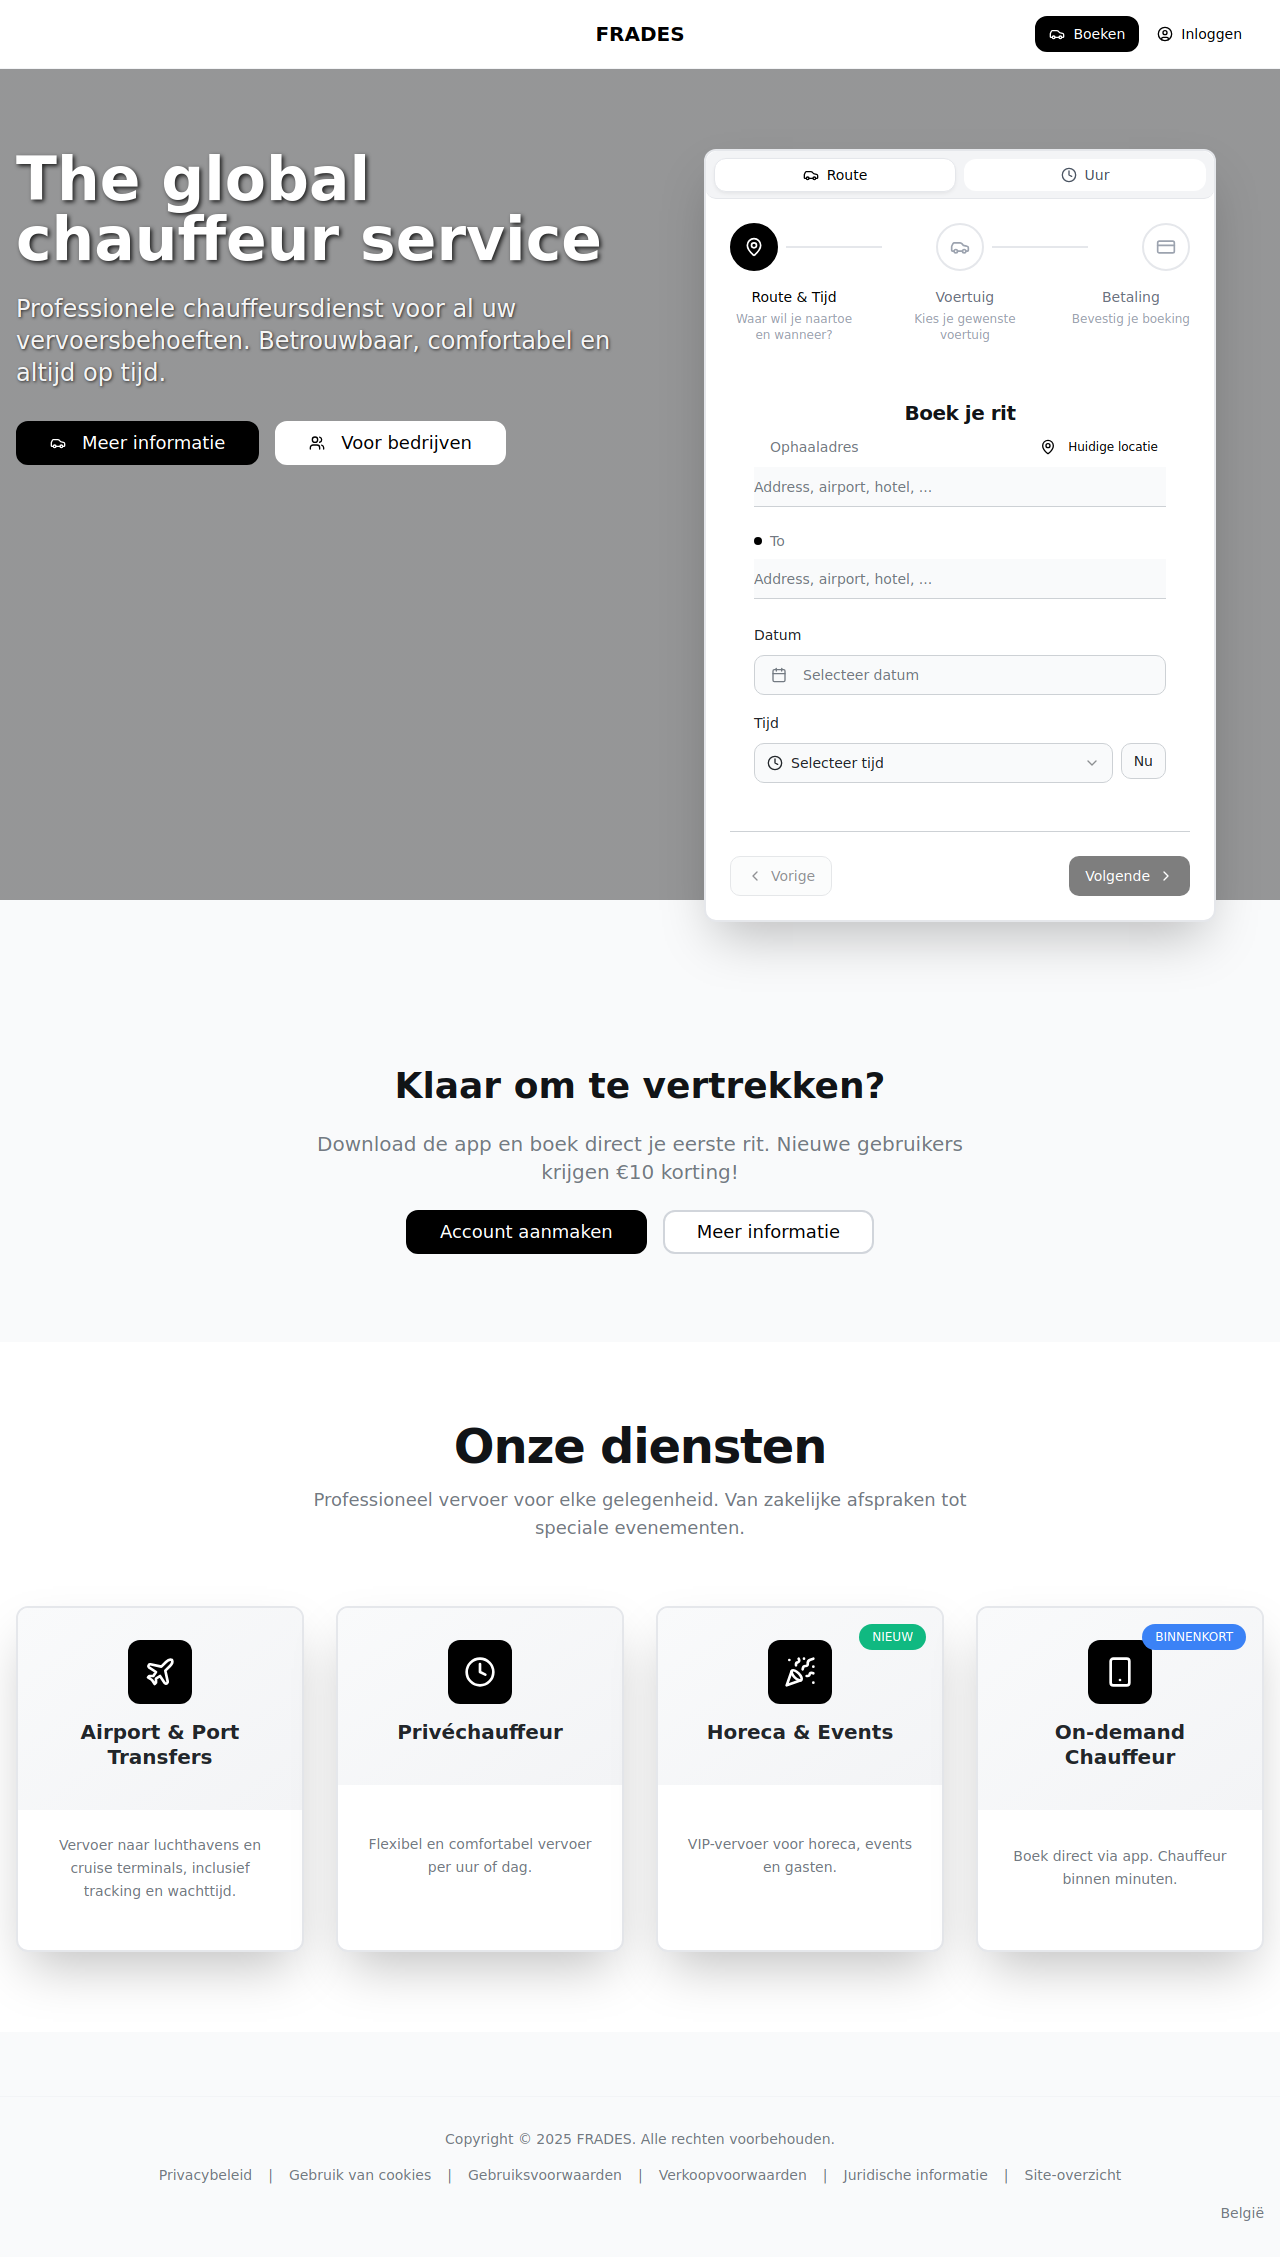 FRADES
Boeken
Inloggen
The global
chauffeur service
Professionele chauffeursdienst voor al uw
vervoersbehoeften. Betrouwbaar, comfortabel en
altijd op tijd.
Meer informatie
Voor bedrijven
Route
Uur
Route & Tijd
Waar wil je naartoe
en wanneer?
Voertuig
Kies je gewenste
voertuig
Betaling
Bevestig je boeking
Boek je rit
Ophaaladres
Huidige locatie
Address, airport, hotel, ...
To
Address, airport, hotel, ...
Datum
Selecteer datum
Tijd
Selecteer tijd
Nu
Vorige
Volgende
Klaar om te vertrekken?
Download de app en boek direct je eerste rit. Nieuwe gebruikers
krijgen €10 korting!
Account aanmaken
Meer informatie
Onze diensten
Professioneel vervoer voor elke gelegenheid. Van zakelijke afspraken tot
speciale evenementen.
Airport & Port
Transfers
Vervoer naar luchthavens en
cruise terminals, inclusief
tracking en wachttijd.
Privéchauffeur
Flexibel en comfortabel vervoer
per uur of dag.
NIEUW
Horeca & Events
VIP-vervoer voor horeca, events
en gasten.
BINNENKORT
On-demand
Chauffeur
Boek direct via app. Chauffeur
binnen minuten.
Copyright © 2025 FRADES. Alle rechten voorbehouden.
Privacybeleid | Gebruik van cookies | Gebruiksvoorwaarden | Verkoopvoorwaarden | Juridische informatie | Site-overzicht
België